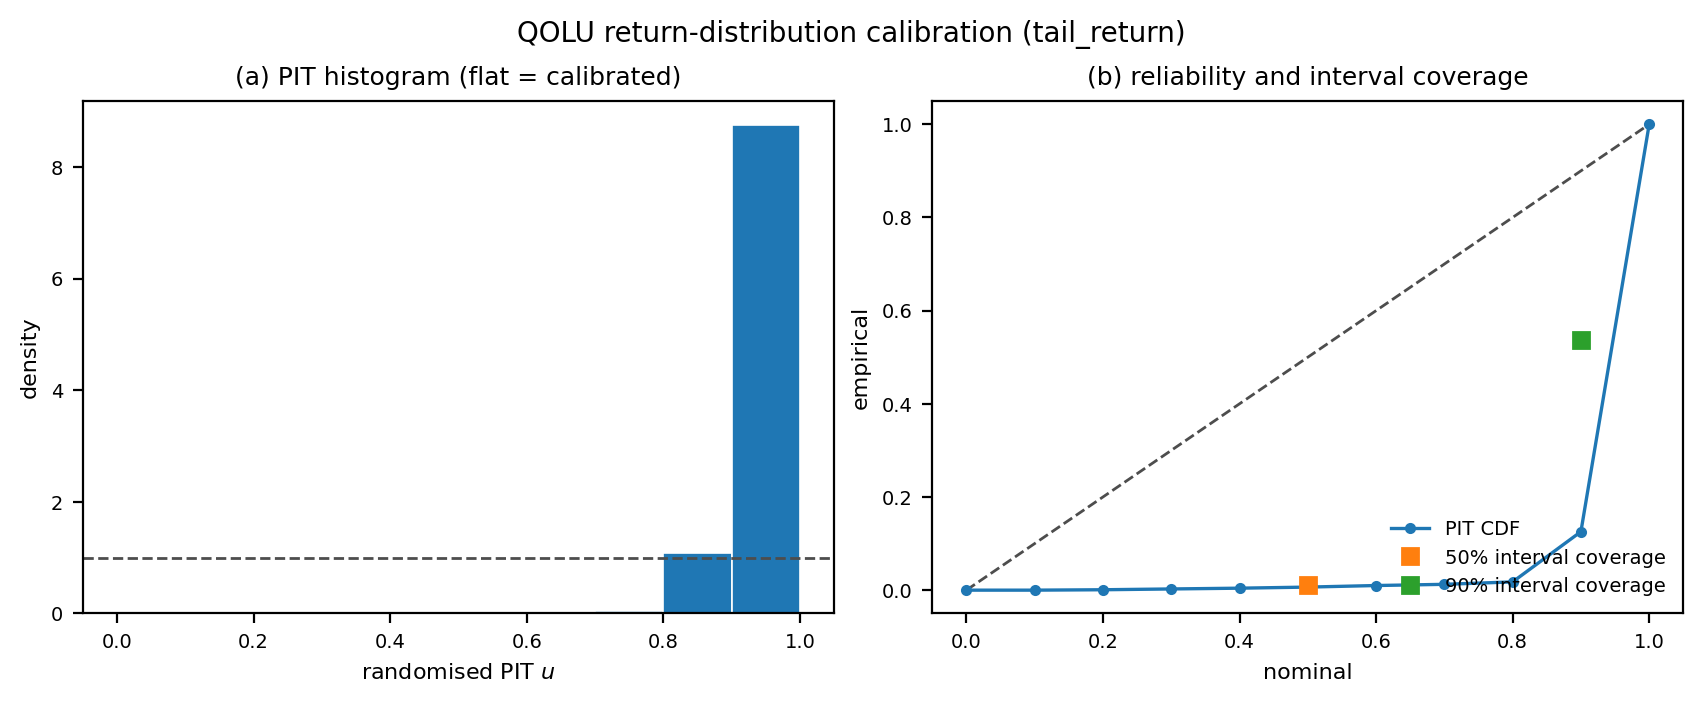 QOLU return-distribution calibration (tail_return)
(a) PIT histogram (flat = calibrated)
density
8
6
4
2
0
0.0 0.2 0.4 0.6 0.8 1.0
randomised PIT u
(b) reliability and interval coverage
empirical
1.0
0.8
0.6
0.4
0.2
0.0
PIT CDF
50% interval coverage
90% interval coverage
0.0 0.2 0.4 0.6 0.8 1.0
nominal